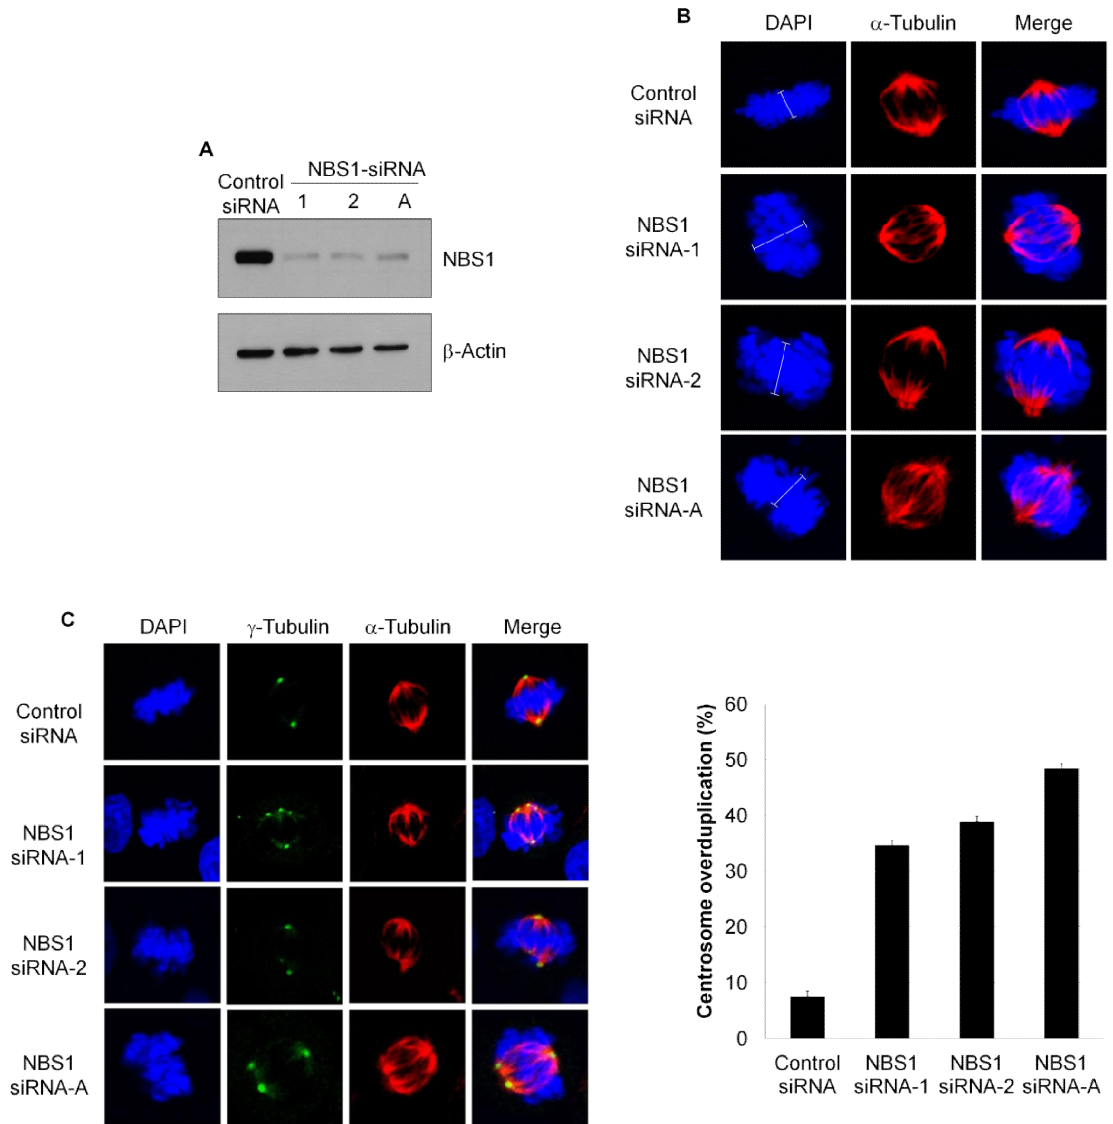 A
Control
siRNA
NBS1-siRNA
1 2 A
NBS1
β-Actin
B
DAPI α-Tubulin Merge
Control
siRNA
NBS1
siRNA-1
NBS1
siRNA-2
NBS1
siRNA-A
C
DAPI γ-Tubulin α-Tubulin Merge
Control
siRNA
NBS1
siRNA-1
NBS1
siRNA-2
NBS1
siRNA-A
Centrosome overduplication (%)
60
50
40
30
20
10
0
Control
siRNA
NBS1
siRNA-1
NBS1
siRNA-2
NBS1
siRNA-A